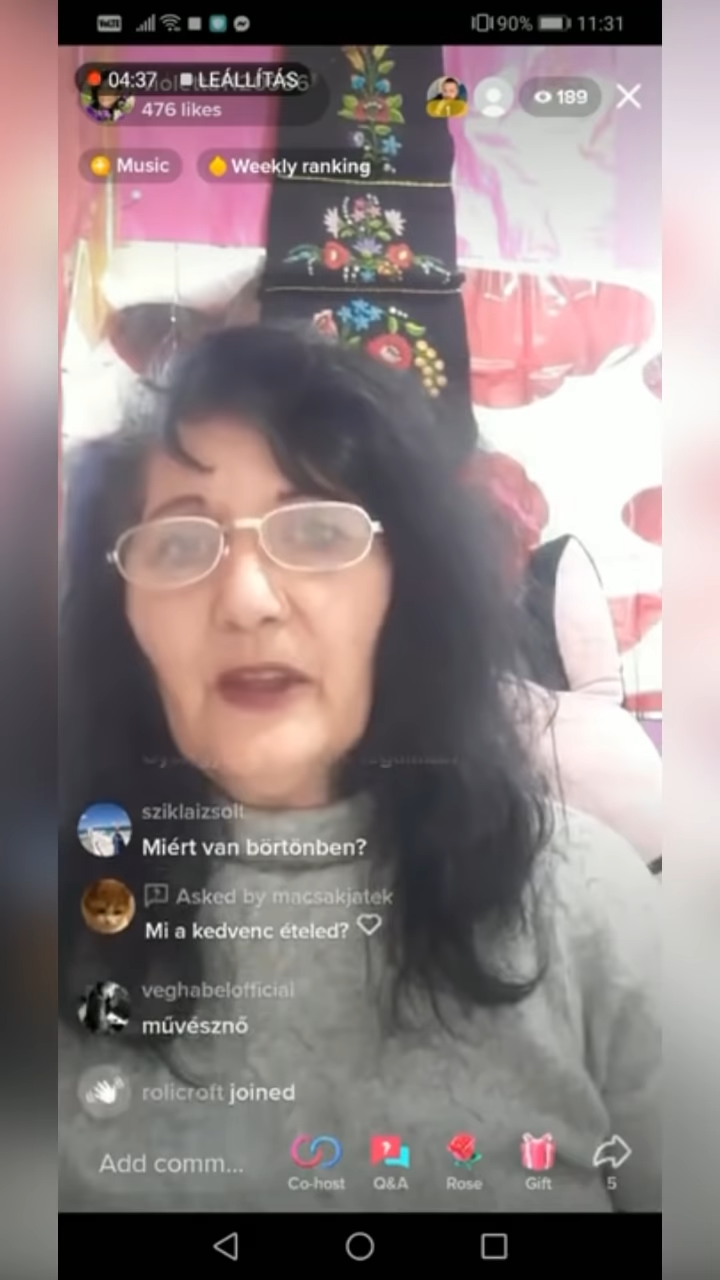 VoLTE 90% 11:31
04:37 LEÁLLÍTÁS
476 likes
189
Music
Weekly ranking
sziklaizsolt
Miért van börtönben?
Asked by macsakjatek
Mi a kedvenc ételed?
veghabelofficial
művésznő
rolicroft joined
Add comm...
Co-host
Q&A
Rose
Gift
5